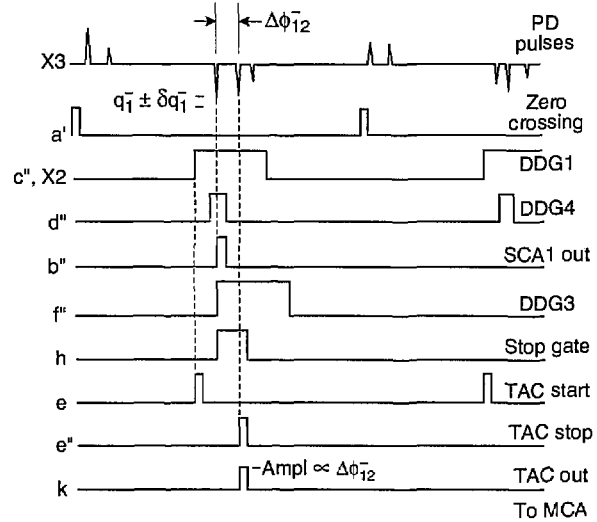 Δϕ⁻₁₂
PD pulses
X3
q⁻₁ ± δq⁻₁
Zero crossing
a'
c", X2
DDG1
d"
DDG4
b"
SCA1 out
f"
DDG3
h
Stop gate
e
TAC start
e"
TAC stop
k
-Ampl ∝ Δϕ⁻₁₂
TAC out
To MCA